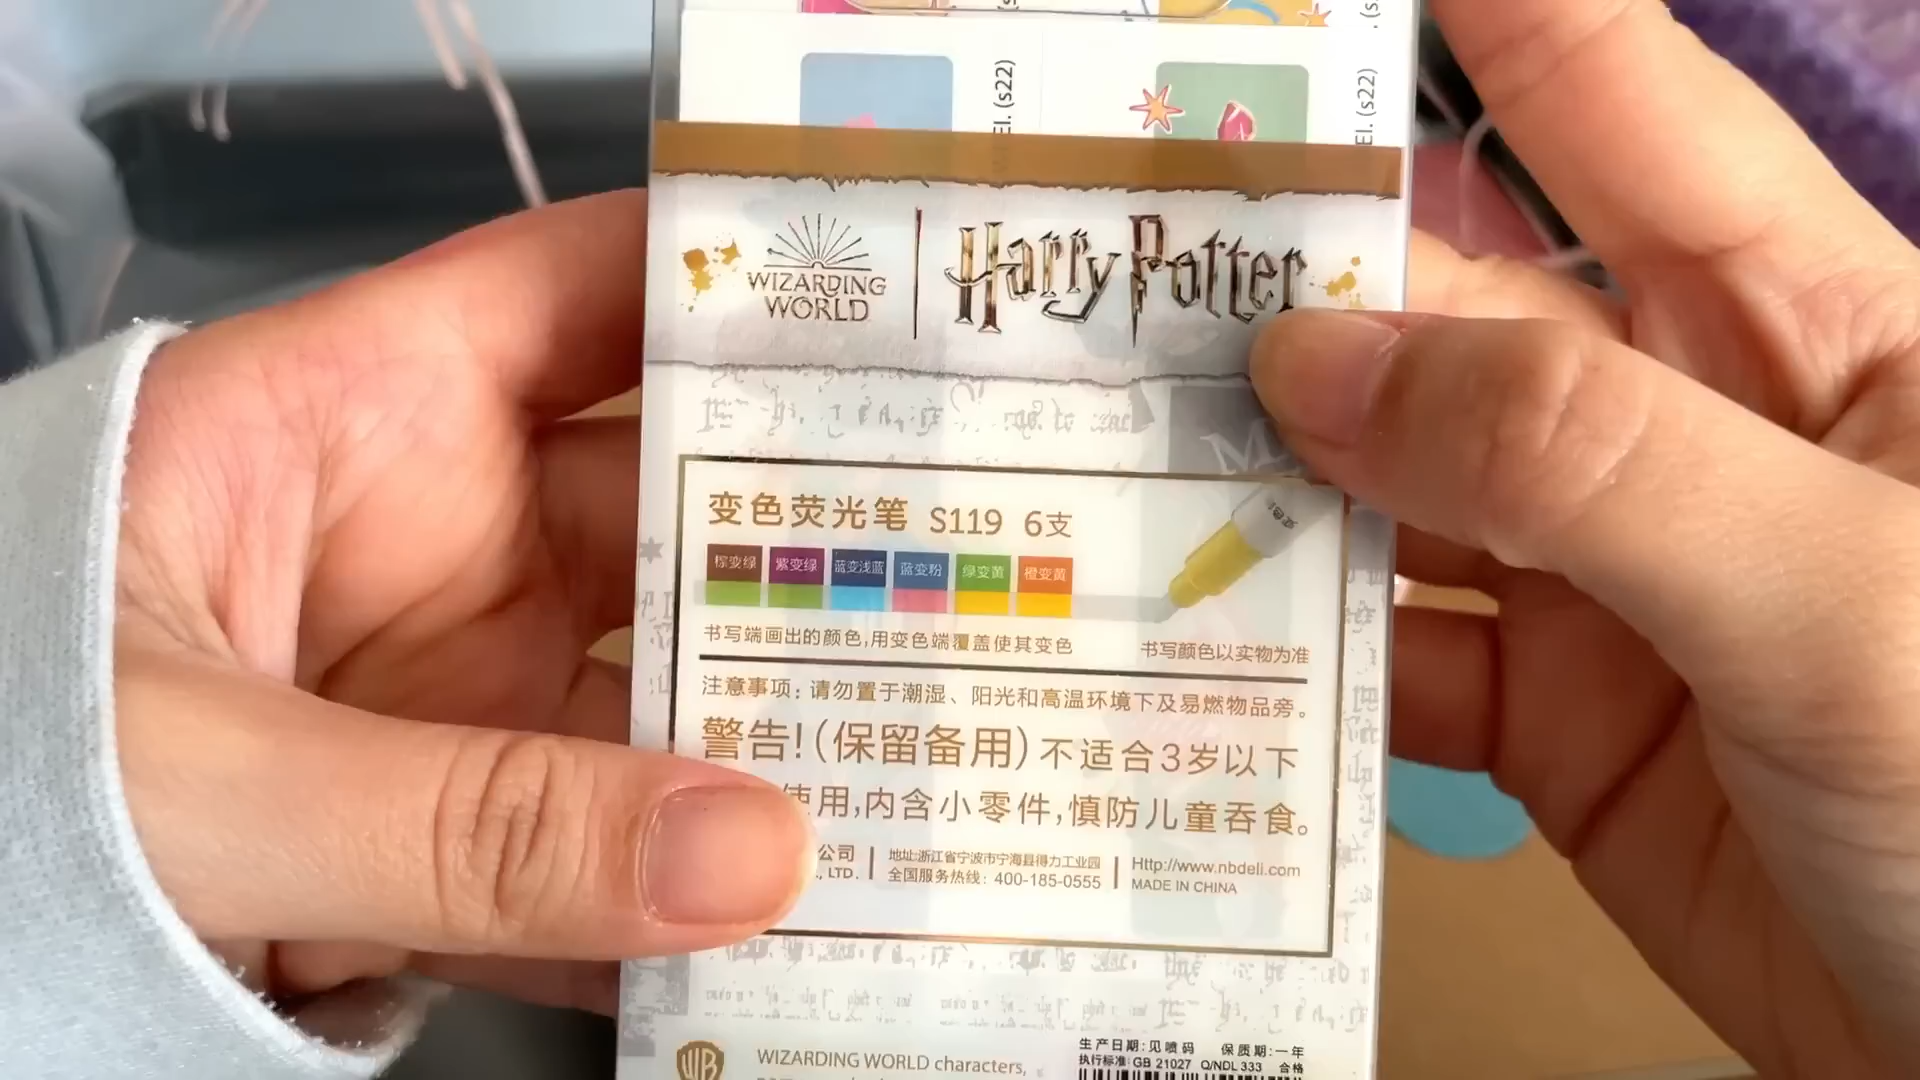 El. (s22)
El. (s22)
WIZARDING
WORLD
Harry Potter
变色荧光笔 S119 6支
棕变绿 紫变绿 蓝变浅蓝 蓝变粉 绿变黄 橙变黄
书写端画出的颜色,用变色端覆盖使其变色
书写颜色以实物为准
注意事项: 请勿置于潮湿、阳光和高温环境下及易燃物品旁。
警告!(保留备用)不适合3岁以下
使用,内含小零件,慎防儿童吞食。
公司
., LTD.
地址:浙江省宁波市宁海县得力工业园
全国服务热线: 400-185-0555
Http://www.nbdeli.com
MADE IN CHINA
WB
WIZARDING WORLD characters,
生产日期:见喷码 保质期:一年
执行标准: GB 21027 Q/NDL 333 合格